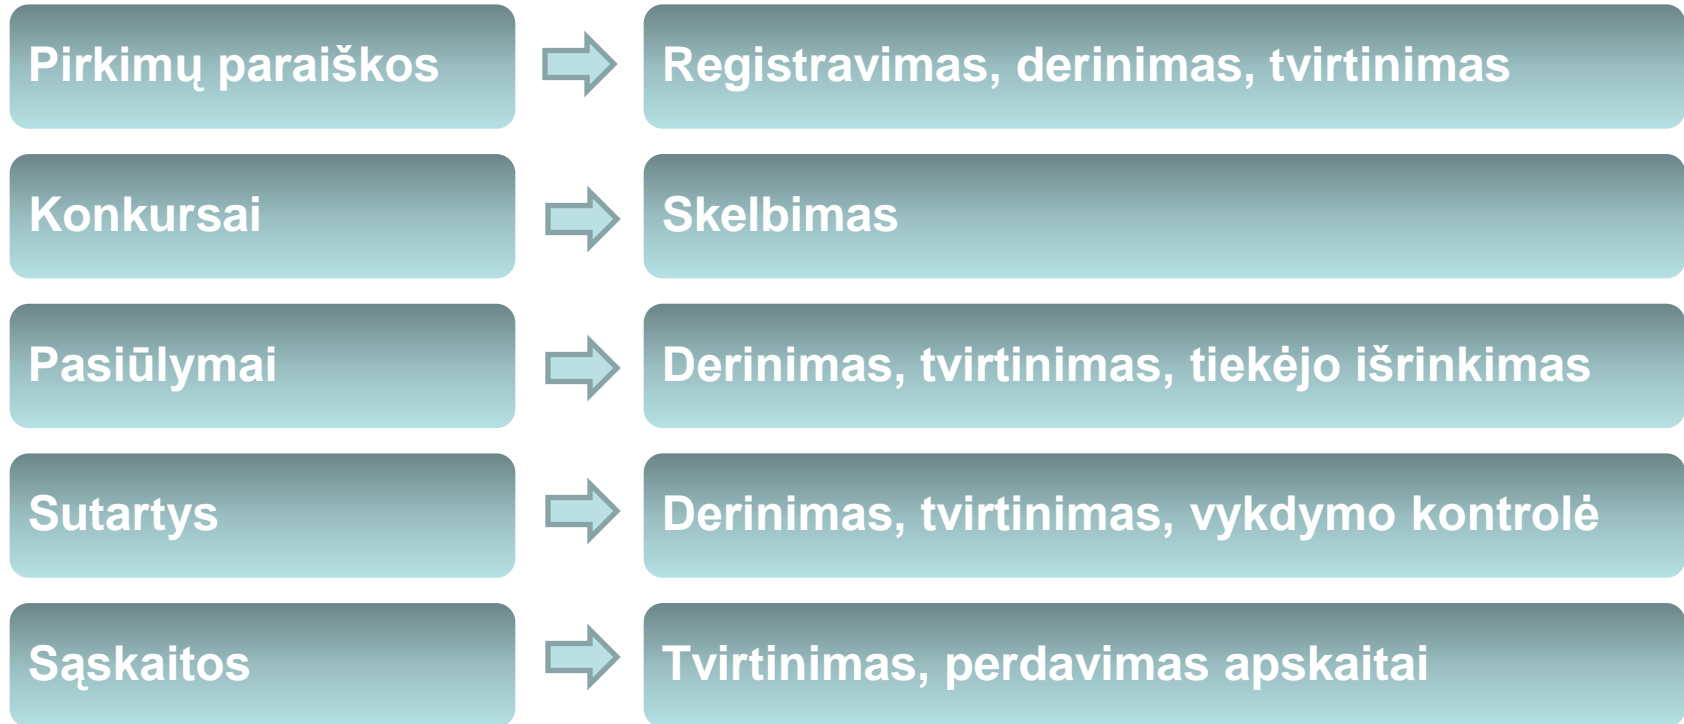 Pirkimų paraiškos
Registravimas, derinimas, tvirtinimas
Konkursai
Skelbimas
Pasiūlymai
Derinimas, tvirtinimas, tiekėjo išrinkimas
Sutartys
Derinimas, tvirtinimas, vykdymo kontrolė
Sąskaitos
Tvirtinimas, perdavimas apskaitai